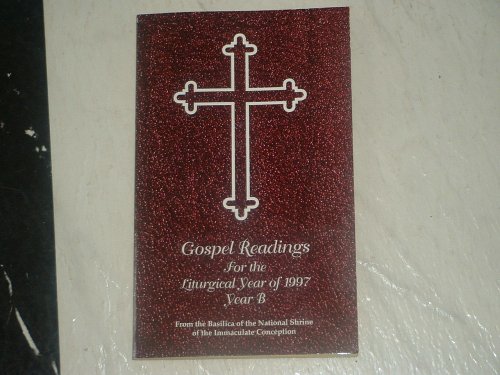 Gospel Readings
For the
Liturgical Year of 1997
Year B
From the Basilica of the National Shrine
of the Immaculate Conception